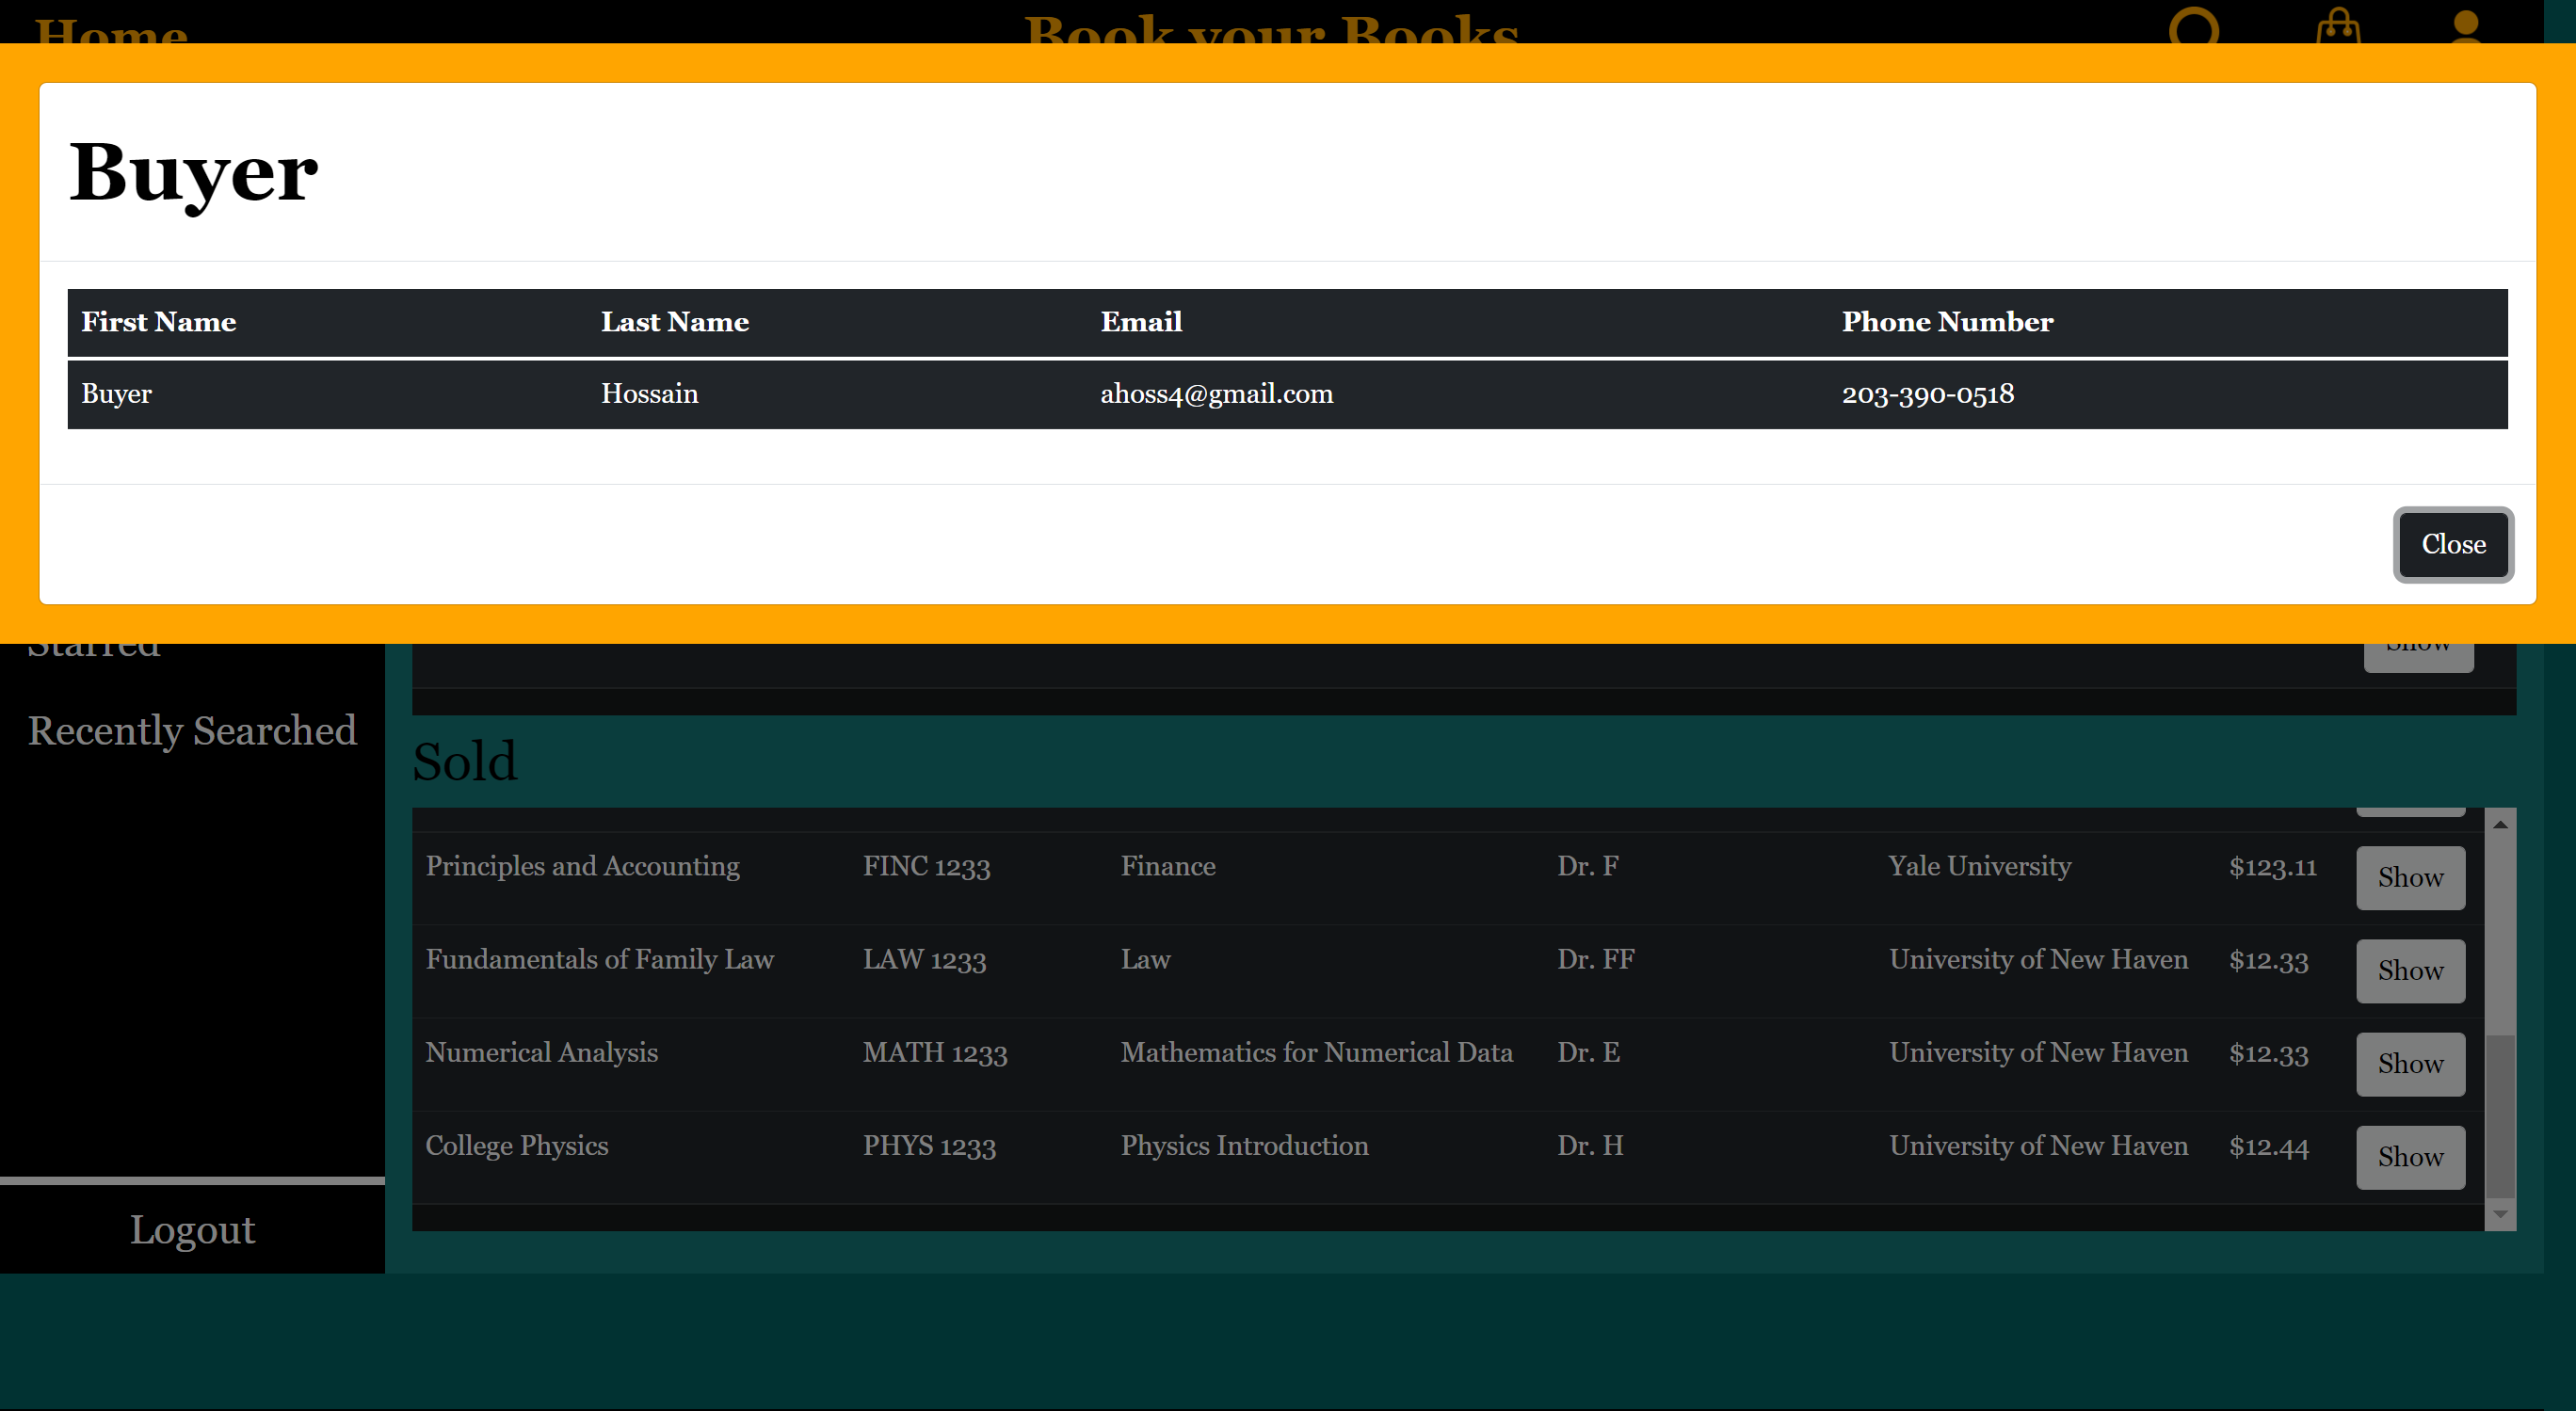 Home Book your Books
Buyer
First Name Last Name Email Phone Number
Buyer Hossain ahoss4@gmail.com 203-390-0518
Close
Starred Show
Recently Searched
Sold
Principles and Accounting FINC 1233 Finance Dr. F Yale University $123.11 Show
Fundamentals of Family Law LAW 1233 Law Dr. FF University of New Haven $12.33 Show
Numerical Analysis MATH 1233 Mathematics for Numerical Data Dr. E University of New Haven $12.33 Show
College Physics PHYS 1233 Physics Introduction Dr. H University of New Haven $12.44 Show
Logout